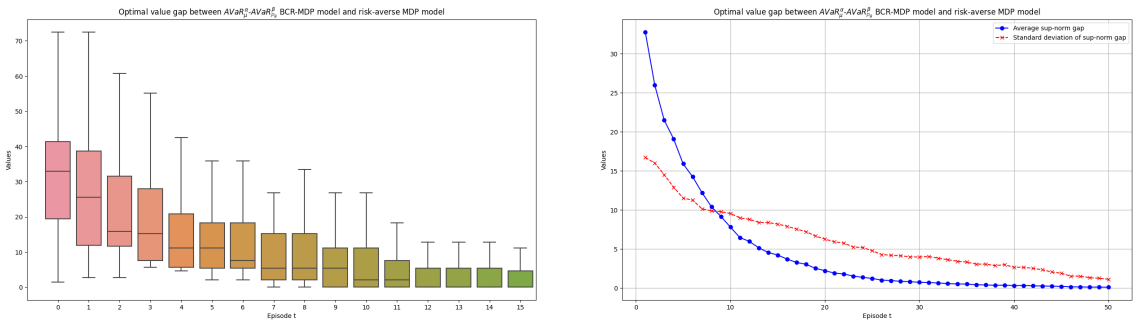 Optimal value gap between AVaR^α_μ-AVaR^β_{P_θ} BCR-MDP model and risk-averse MDP model
Values
70
60
50
40
30
20
10
0
0 1 2 3 4 5 6 7 8 9 10 11 12 13 14 15
Episode t
Optimal value gap between AVaR^α_μ-AVaR^β_{P_θ} BCR-MDP model and risk-averse MDP model
Average sup-norm gap
Standard deviation of sup-norm gap
Values
30
25
20
15
10
5
0
0 10 20 30 40 50
Episode t